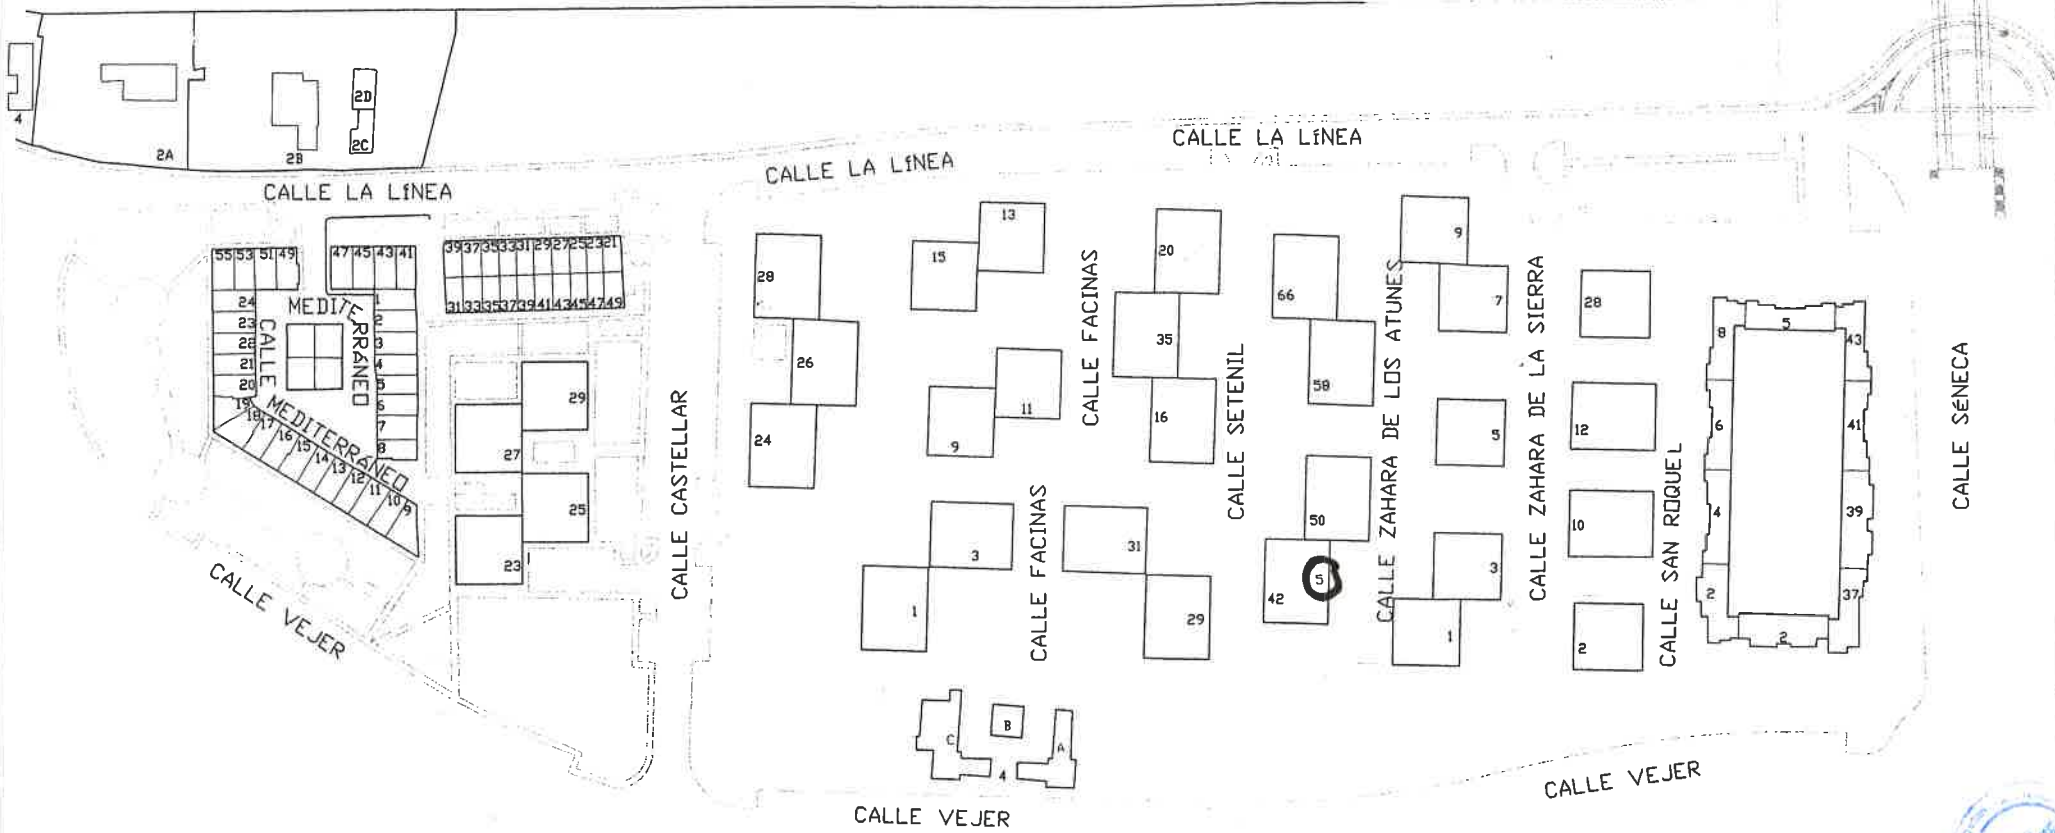 4
2A
2B
2D
2C
CALLE LA LÍNEA
CALLE LA LÍNEA
CALLE LA LÍNEA
55 53 51 49
47 45 43 41
39 37 35 33 31 29 27 25 23 21
31 33 35 37 39 41 43 45 47 49
24
23
22
21
20
19
18
17
16
15
14
13
12
11
10
9
1
2
3
4
5
6
7
8
CALLE
MEDITERRÁNEO
MEDITERRÁNEO
29
27
25
23
CALLE VEJER
CALLE CASTELLAR
28
26
24
13
15
11
9
3
1
CALLE FACINAS
CALLE FACINAS
20
35
16
31
29
CALLE SETENIL
66
58
50
42
5
CALLE ZAHARA DE LOS ATUNES
9
7
5
3
1
CALLE ZAHARA DE LA SIERRA
28
12
10
2
CALLE SAN ROQUEL
5
8
6
4
2
43
41
39
37
2
CALLE SÉNECA
C
B
A
4
CALLE VEJER
CALLE VEJER